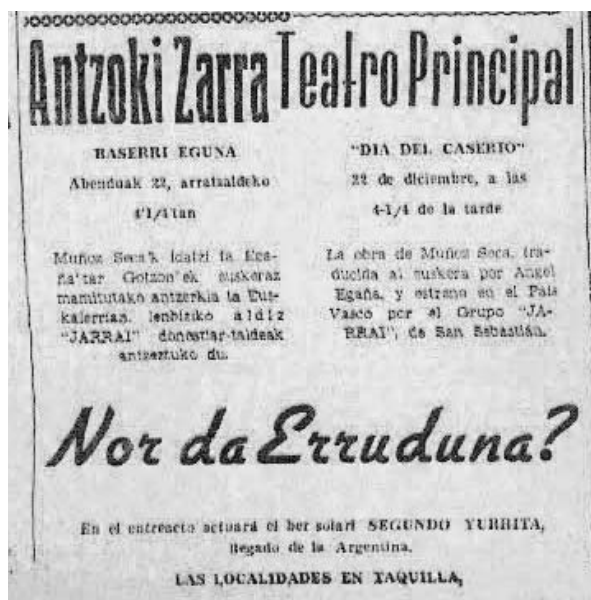 Antzoki Zarra Teatro Principal
BASERRI EGUNA
Abenduak 22, arratzaldeko
4'1/4 tan
Muñoz Seca'k idatzi ta Ega-
ña'tar Gotzon'ek euskeraz
mamitutako antzerkia ta Eus-
kalerrian, lenbiziko aldiz
"JARRAI" donostiar-taldeak
antzeztuko du.
"DIA DEL CASERIO"
22 de diciembre, a las
4-1/4 de la tarde
La obra de Muñoz Seca, tra-
ducida al euskera por Angel
Egaña, y estreno en el País
Vasco por el Grupo "JA-
RRAI", de San Sebastián.
Nor da Erruduna?
En el entreacto actuará el ber solari SEGUNDO YURRITA,
llegado de la Argentina.
LAS LOCALIDADES EN TAQUILLA,